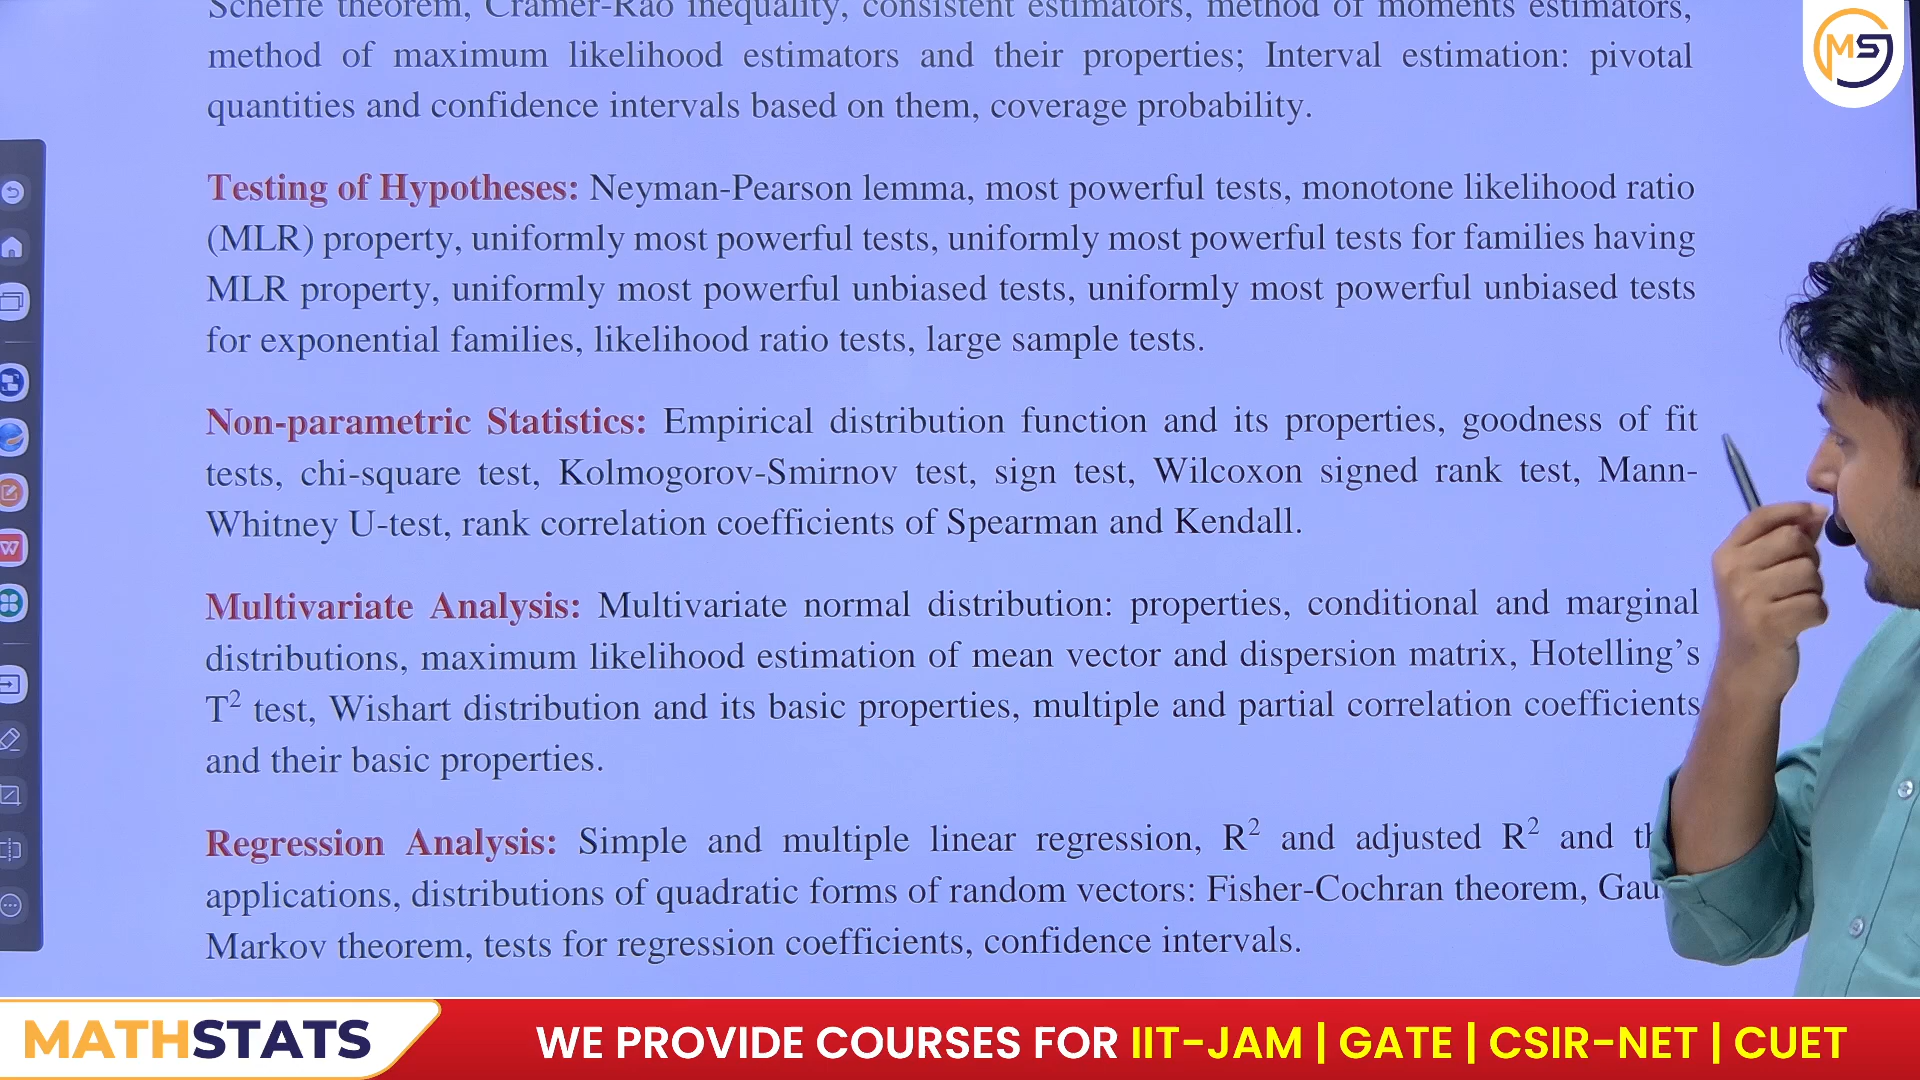 Scheffe theorem, Cramer-Rao inequality, consistent estimators, method of moments estimators,
method of maximum likelihood estimators and their properties; Interval estimation: pivotal
quantities and confidence intervals based on them, coverage probability.
Testing of Hypotheses: Neyman-Pearson lemma, most powerful tests, monotone likelihood ratio
(MLR) property, uniformly most powerful tests, uniformly most powerful tests for families having
MLR property, uniformly most powerful unbiased tests, uniformly most powerful unbiased tests
for exponential families, likelihood ratio tests, large sample tests.
Non-parametric Statistics: Empirical distribution function and its properties, goodness of fit
tests, chi-square test, Kolmogorov-Smirnov test, sign test, Wilcoxon signed rank test, Mann-
Whitney U-test, rank correlation coefficients of Spearman and Kendall.
Multivariate Analysis: Multivariate normal distribution: properties, conditional and marginal
distributions, maximum likelihood estimation of mean vector and dispersion matrix, Hotelling’s
T² test, Wishart distribution and its basic properties, multiple and partial correlation coefficients
and their basic properties.
Regression Analysis: Simple and multiple linear regression, R² and adjusted R² and
applications, distributions of quadratic forms of random vectors: Fisher-Cochran theorem,
Markov theorem, tests for regression coefficients, confidence intervals.
MS
W
MATHSTATS
WE PROVIDE COURSES FOR IIT-JAM | GATE | CSIR-NET | CUET